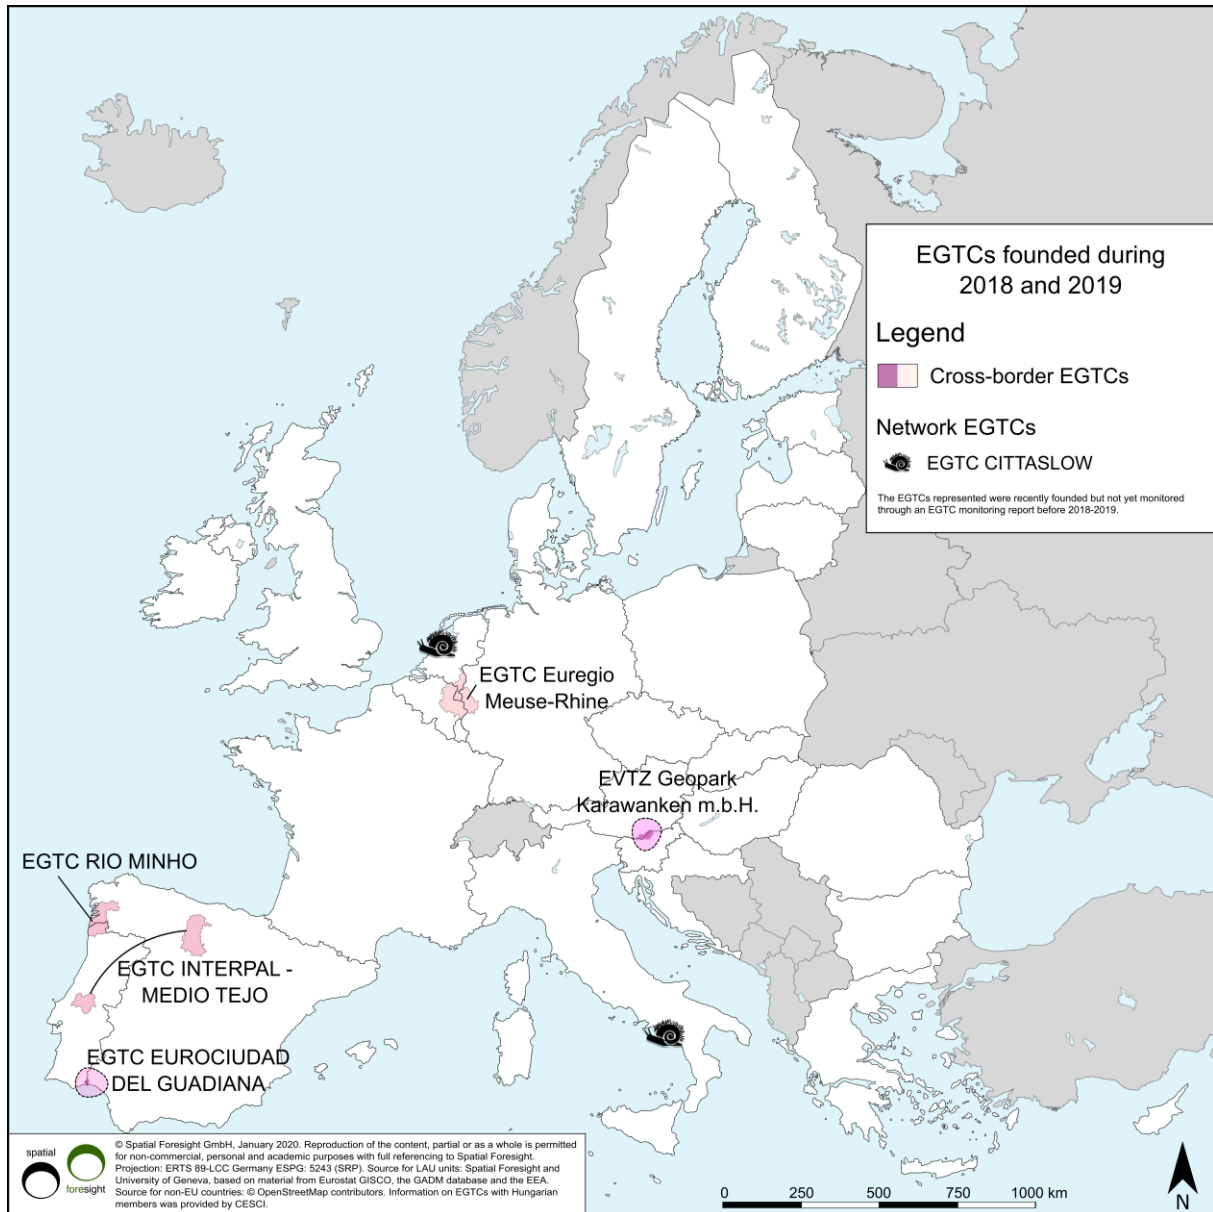 EGTCs founded during
2018 and 2019
Legend
Cross-border EGTCs
Network EGTCs
EGTC CITTASLOW
The EGTCs represented were recently founded but not yet monitored
through an EGTC monitoring report before 2018-2019.
EGTC Euregio
Meuse-Rhine
EVTZ Geopark
Karawanken m.b.H.
EGTC RIO MINHO
EGTC INTERPAL -
MEDIO TEJO
EGTC EUROCIUDAD
DEL GUADIANA
spatial
foresight
© Spatial Foresight GmbH, January 2020. Reproduction of the content, partial or as a whole is permitted
for non-commercial, personal and academic purposes with full referencing to Spatial Foresight.
Projection: ERTS 89-LCC Germany ESPG: 5243 (SRP). Source for LAU units: Spatial Foresight and
University of Geneva, based on material from Eurostat GISCO, the GADM database and the EEA.
Source for non-EU countries: © OpenStreetMap contributors. Information on EGTCs with Hungarian
members was provided by CESCI.
0 250 500 750 1000 km
N